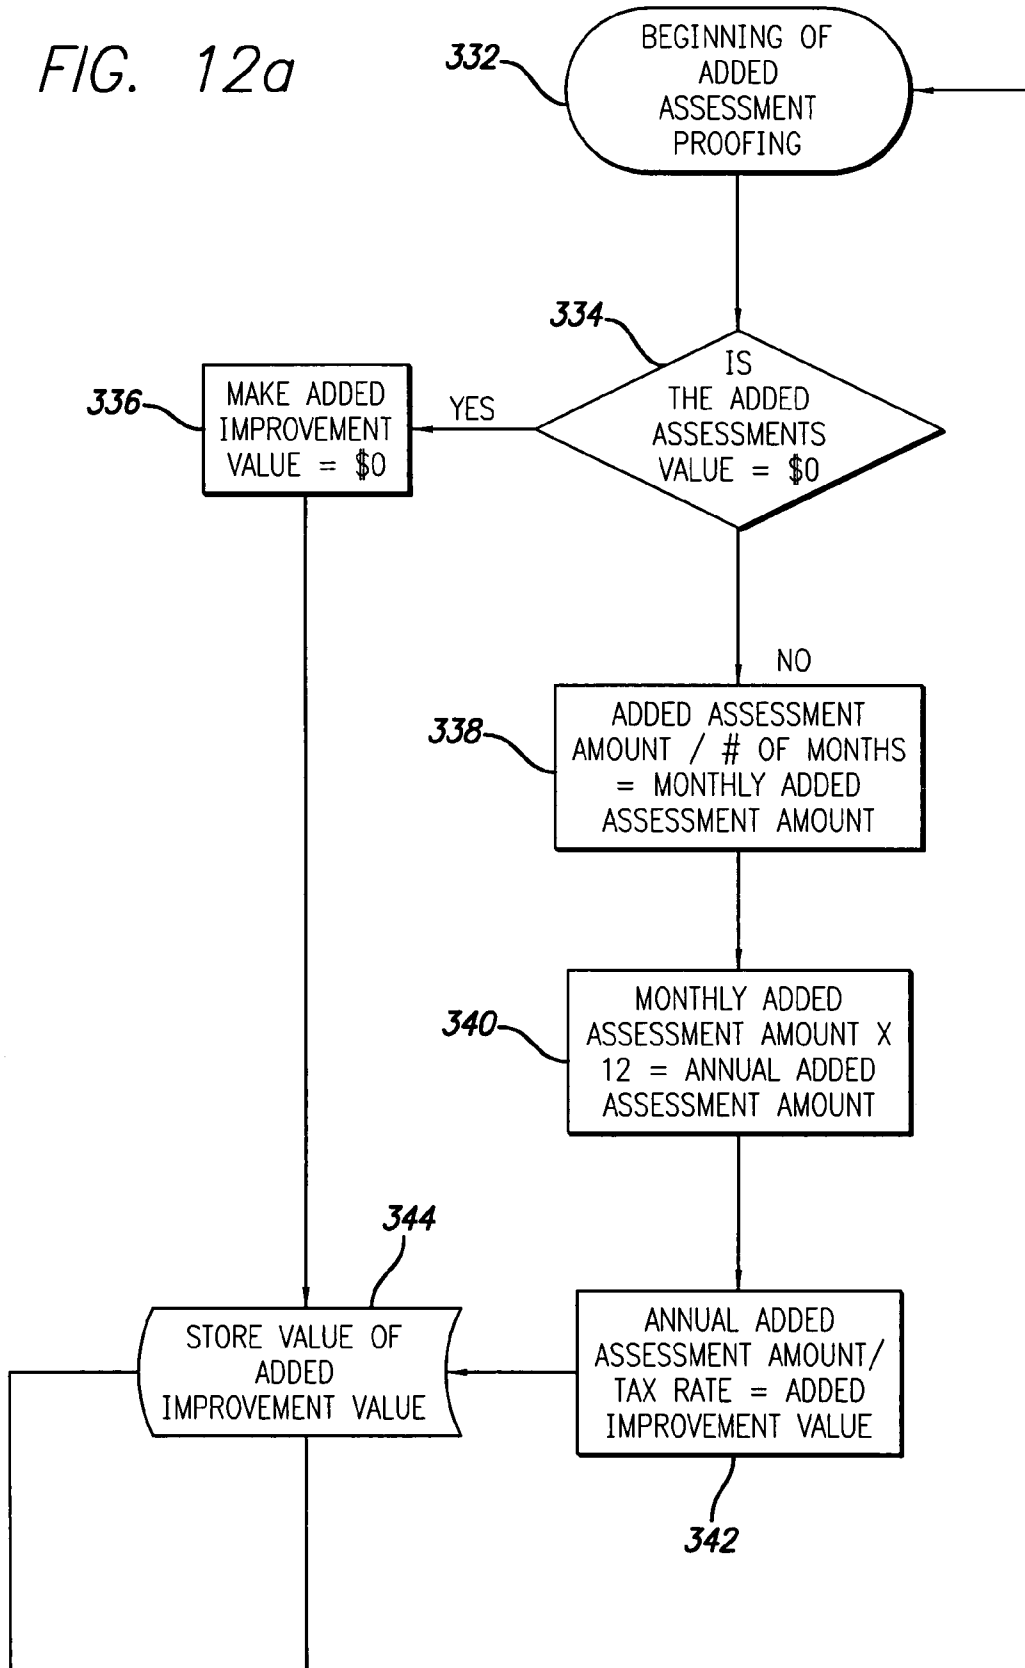 FIG. 12a
332
BEGINNING OF
ADDED
ASSESSMENT
PROOFING
334
IS
THE ADDED
ASSESSMENTS
VALUE = $0
YES
336
MAKE ADDED
IMPROVEMENT
VALUE = $0
NO
338
ADDED ASSESSMENT
AMOUNT / # OF MONTHS
= MONTHLY ADDED
ASSESSMENT AMOUNT
340
MONTHLY ADDED
ASSESSMENT AMOUNT X
12 = ANNUAL ADDED
ASSESSMENT AMOUNT
344
STORE VALUE OF
ADDED
IMPROVEMENT VALUE
ANNUAL ADDED
ASSESSMENT AMOUNT/
TAX RATE = ADDED
IMPROVEMENT VALUE
342